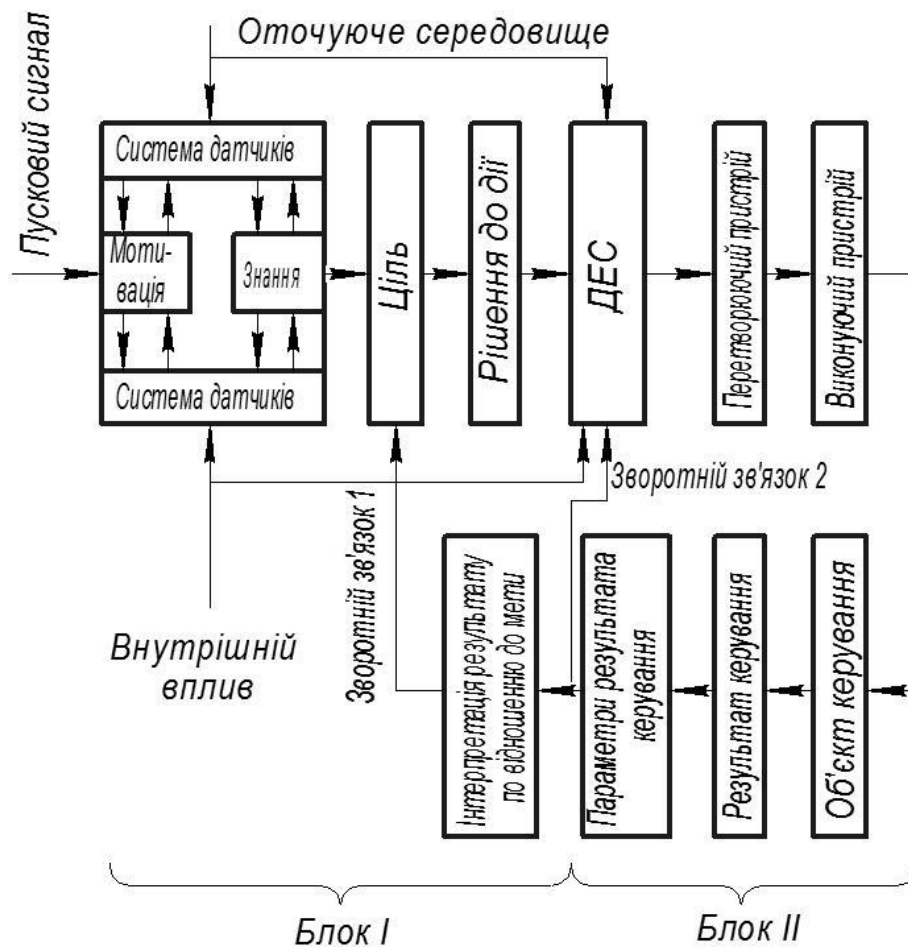 Оточуюче середовище
Пусковий сигнал
Система датчиків
Моти-
вація
Знання
Система датчиків
Ціль
Рішення до дії
ДЕС
Перетворюючий пристрій
Виконуючий пристрій
Зворотній зв'язок 1
Зворотній зв'язок 2
Внутрішній
вплив
Інтерпретація результату
по відношенню до мети
Параметри результата
керування
Результат керування
Об'єкт керування
Блок I
Блок II